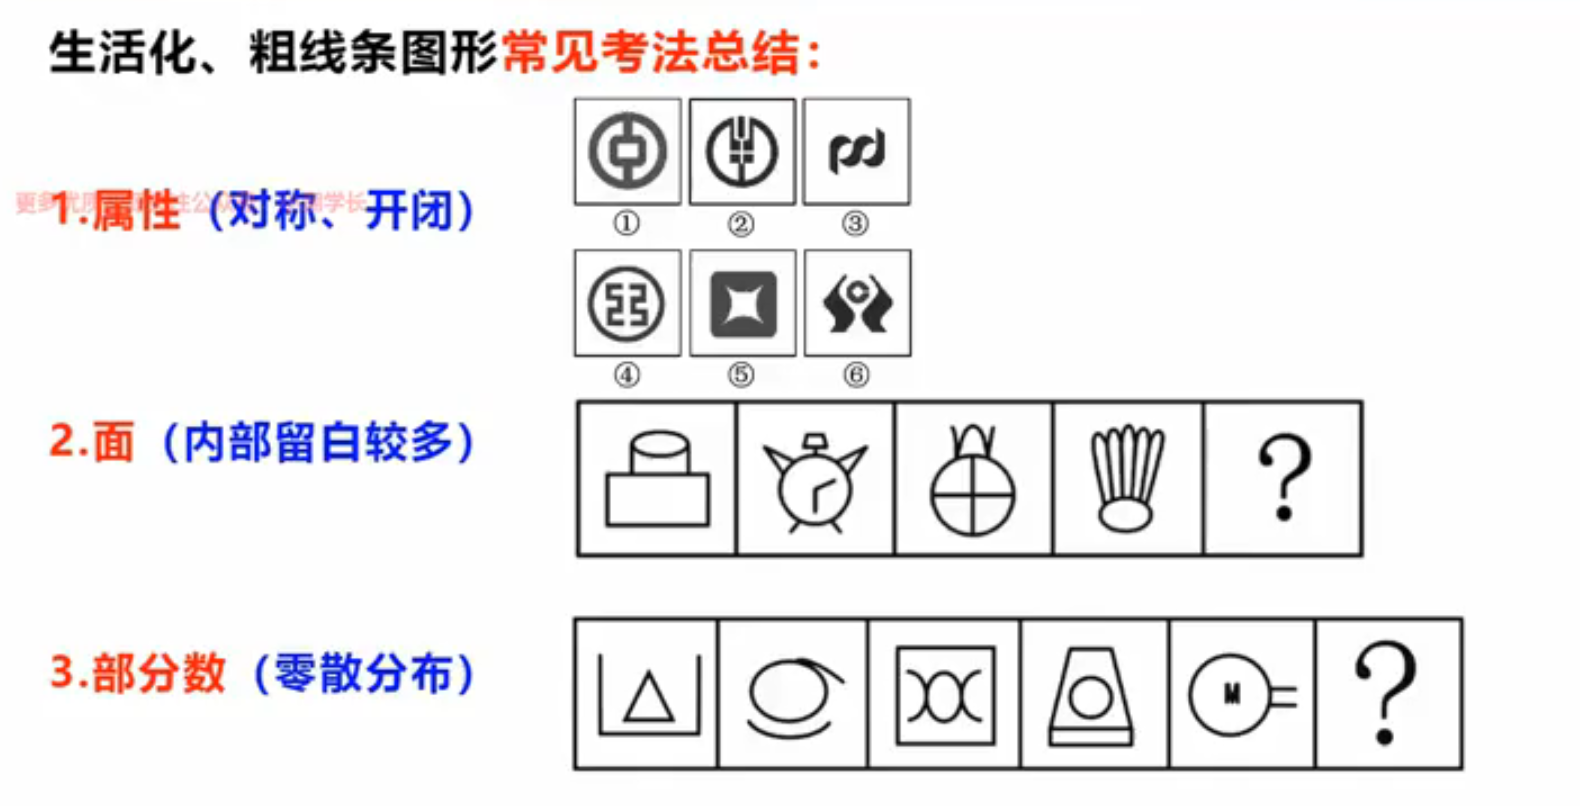 生活化、粗线条图形常见考法总结：
① ② ③
1.属性（对称、开闭）
④ ⑤ ⑥
2.面（内部留白较多）
?
3.部分数（零散分布）
M
?